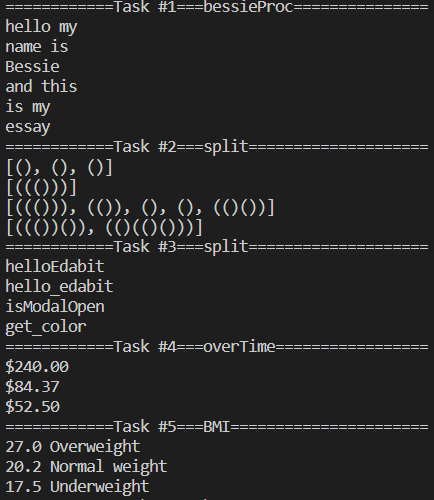 ============Task #1===bessieProc===============
hello my
name is
Bessie
and this
is my
essay
============Task #2===split====================
[(), (), ()]
[((()))]
[((())), (()), (), (), (()())]
[((())()), (()(()()))]
============Task #3===split====================
helloEdabit
hello_edabit
isModalOpen
get_color
============Task #4===overTime=================
$240.00
$84.37
$52.50
============Task #5===BMI======================
27.0 Overweight
20.2 Normal weight
17.5 Underweight